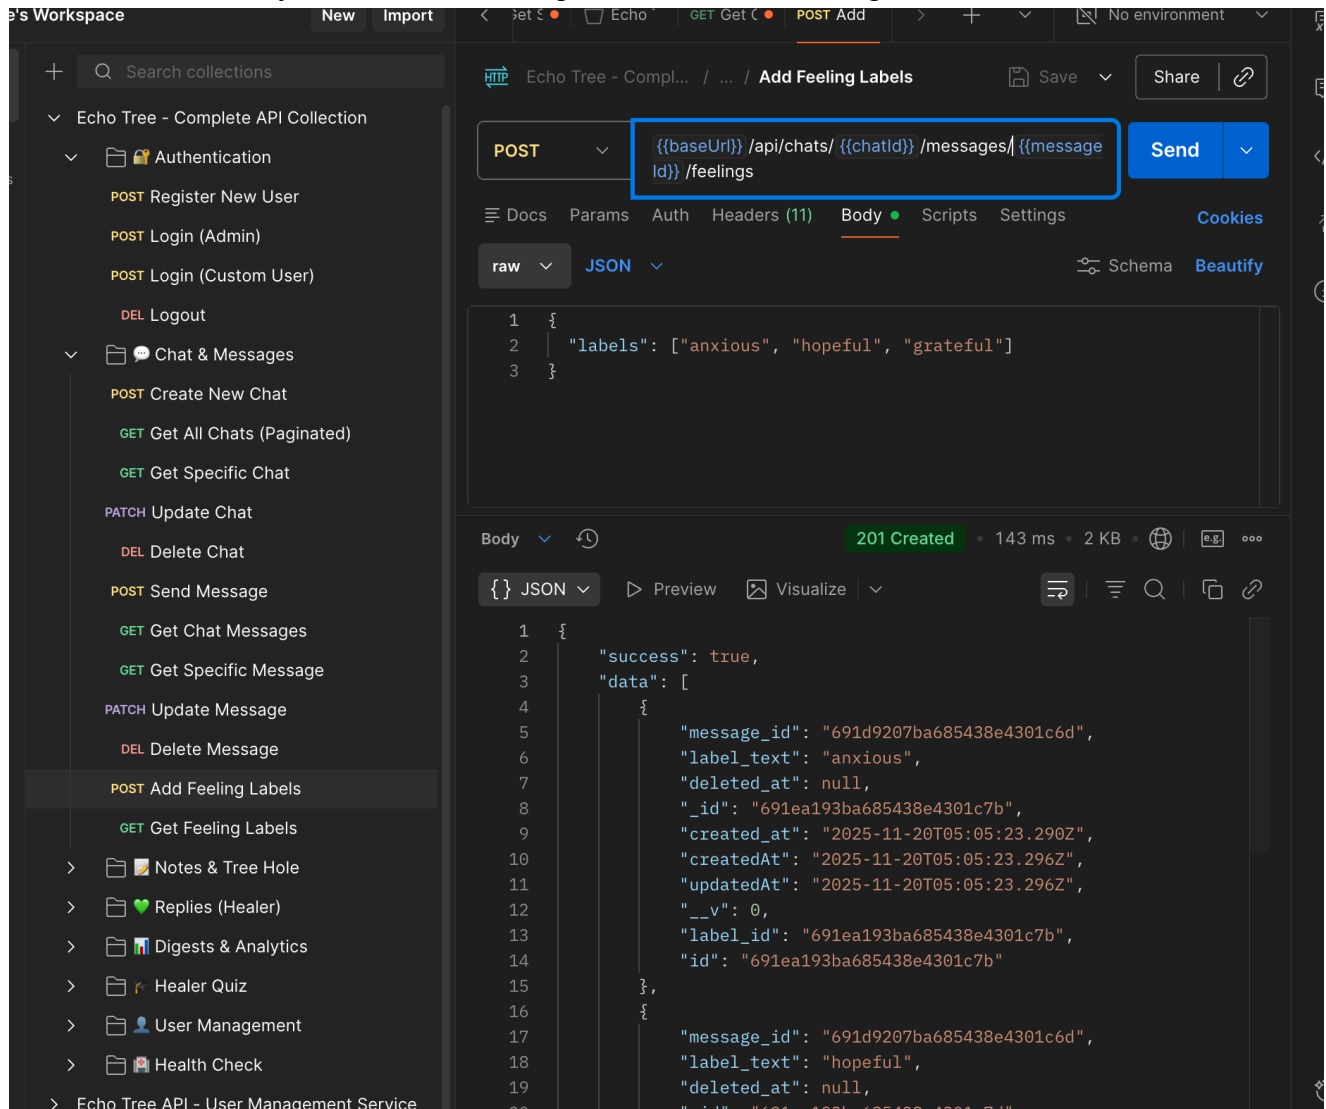 's Workspace
New
Import
Get S
Echo
GET Get C
POST Add
No environment
Search collections
Echo Tree - Complete API Collection
🔐 Authentication
POST Register New User
POST Login (Admin)
POST Login (Custom User)
DEL Logout
💬 Chat & Messages
POST Create New Chat
GET Get All Chats (Paginated)
GET Get Specific Chat
PATCH Update Chat
DEL Delete Chat
POST Send Message
GET Get Chat Messages
GET Get Specific Message
PATCH Update Message
DEL Delete Message
POST Add Feeling Labels
GET Get Feeling Labels
📝 Notes & Tree Hole
💚 Replies (Healer)
📊 Digests & Analytics
🎓 Healer Quiz
👤 User Management
🏥 Health Check
Echo Tree API - User Management Service
HTTP Echo Tree - Compl... / ... / Add Feeling Labels
Save
Share
POST
{{baseUrl}} /api/chats/ {{chatId}} /messages/ {{message
Id}} /feelings
Send
Docs Params Auth Headers (11) Body Scripts Settings
Cookies
raw
JSON
Schema
Beautify
1 {
2 "labels": ["anxious", "hopeful", "grateful"]
3 }
Body
201 Created • 143 ms • 2 KB •
e.g.
{} JSON
Preview
Visualize
1 {
2 "success": true,
3 "data": [
4 {
5 "message_id": "691d9207ba685438e4301c6d",
6 "label_text": "anxious",
7 "deleted_at": null,
8 "_id": "691ea193ba685438e4301c7b",
9 "created_at": "2025-11-20T05:05:23.290Z",
10 "createdAt": "2025-11-20T05:05:23.296Z",
11 "updatedAt": "2025-11-20T05:05:23.296Z",
12 "__v": 0,
13 "label_id": "691ea193ba685438e4301c7b",
14 "id": "691ea193ba685438e4301c7b"
15 },
16 {
17 "message_id": "691d9207ba685438e4301c6d",
18 "label_text": "hopeful",
19 "deleted_at": null,